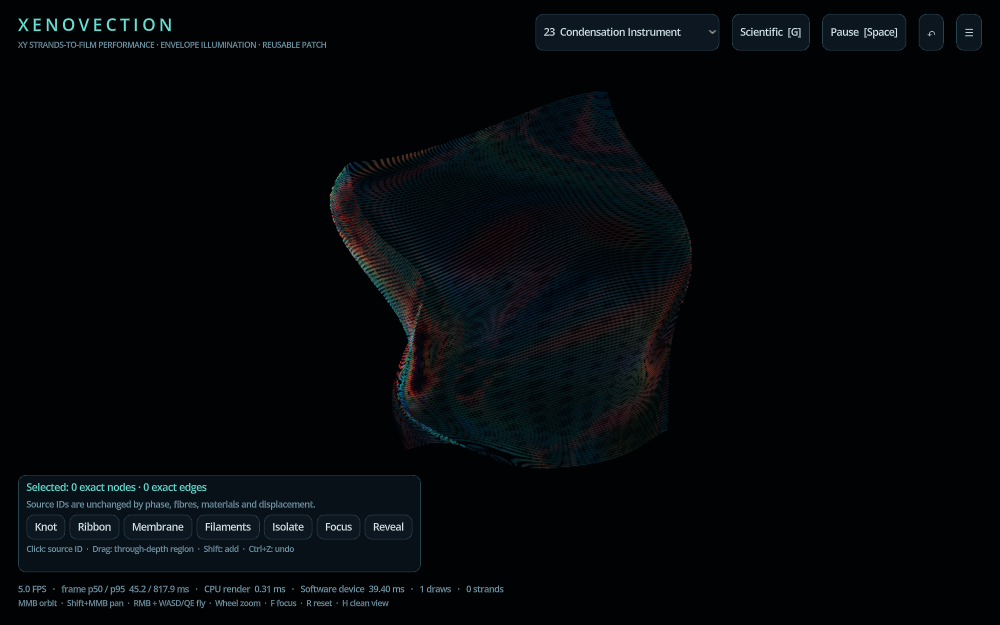 XENOVECTION
XY STRANDS-TO-FILM PERFORMANCE · ENVELOPE ILLUMINATION · REUSABLE PATCH
23 Condensation Instrument
Scientific [G]
Pause [Space]
Selected: 0 exact nodes · 0 exact edges
Source IDs are unchanged by phase, fibres, materials and displacement.
Knot Ribbon Membrane Filaments Isolate Focus Reveal
Click: source ID · Drag: through-depth region · Shift: add · Ctrl+Z: undo
5.0 FPS · frame p50 / p95 45.2 / 817.9 ms · CPU render 0.31 ms · Software device 39.40 ms · 1 draws · 0 strands
MMB orbit · Shift+MMB pan · RMB + WASD/QE fly · Wheel zoom · F focus · R reset · H clean view